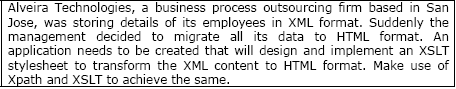 Alveira Technologies, a business process outsourcing firm based in San
Jose, was storing details of its employees in XML format. Suddenly the
management decided to migrate all its data to HTML format. An
application needs to be created that will design and implement an XSLT
stylesheet to transform the XML content to HTML format. Make use of
Xpath and XSLT to achieve the same.